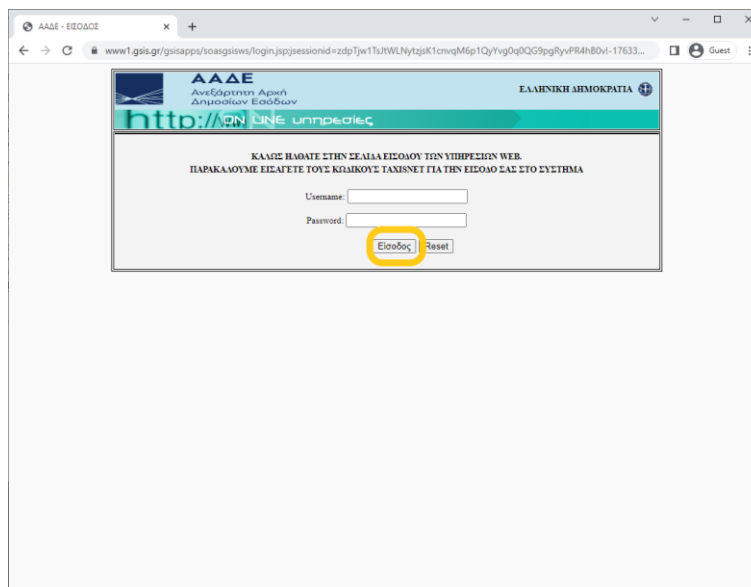 ΑΑΔΕ - ΕΙΣΟΔΟΣ
www1.gsis.gr/gsisapps/soasgsisws/login.jsp;jsessionid=zdpTjw1TsJtWLNytzjsK1cnvqM6p1QyYvg0q0QG9pgRyvPR4hB0v!-17633...
Guest
ΑΑΔΕ
Ανεξάρτητη Αρχή
Δημοσίων Εσόδων
ΕΛΛΗΝΙΚΗ ΔΗΜΟΚΡΑΤΙΑ
http://
ON LINE υπηρεσίες
ΚΑΛΩΣ ΗΛΘΑΤΕ ΣΤΗΝ ΣΕΛΙΔΑ ΕΙΣΟΔΟΥ ΤΩΝ ΥΠΗΡΕΣΙΩΝ WEB.
ΠΑΡΑΚΑΛΟΥΜΕ ΕΙΣΑΓΕΤΕ ΤΟΥΣ ΚΩΔΙΚΟΥΣ TAXISNET ΓΙΑ ΤΗΝ ΕΙΣΟΔΟ ΣΑΣ ΣΤΟ ΣΥΣΤΗΜΑ
Username:
Password:
Είσοδος Reset